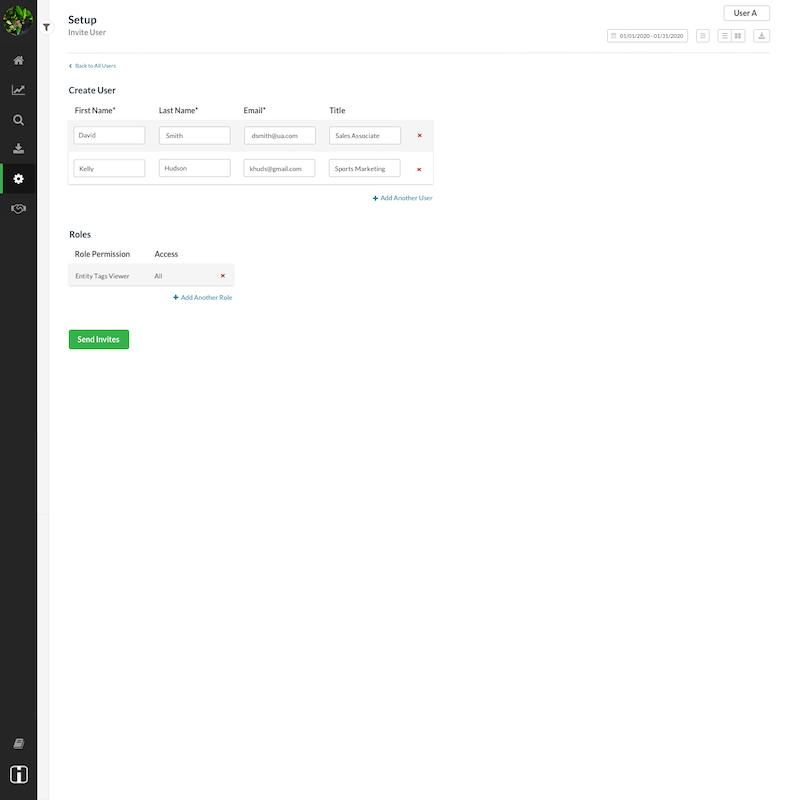 Setup
Invite User
User A
01/01/2020 - 01/31/2020
Back to All Users
Create User
First Name* Last Name* Email* Title
David Smith dsmith@ua.com Sales Associate
Kelly Hudson khuds@gmail.com Sports Marketing
Add Another User
Roles
Role Permission Access
Entity Tags Viewer All
Add Another Role
Send Invites